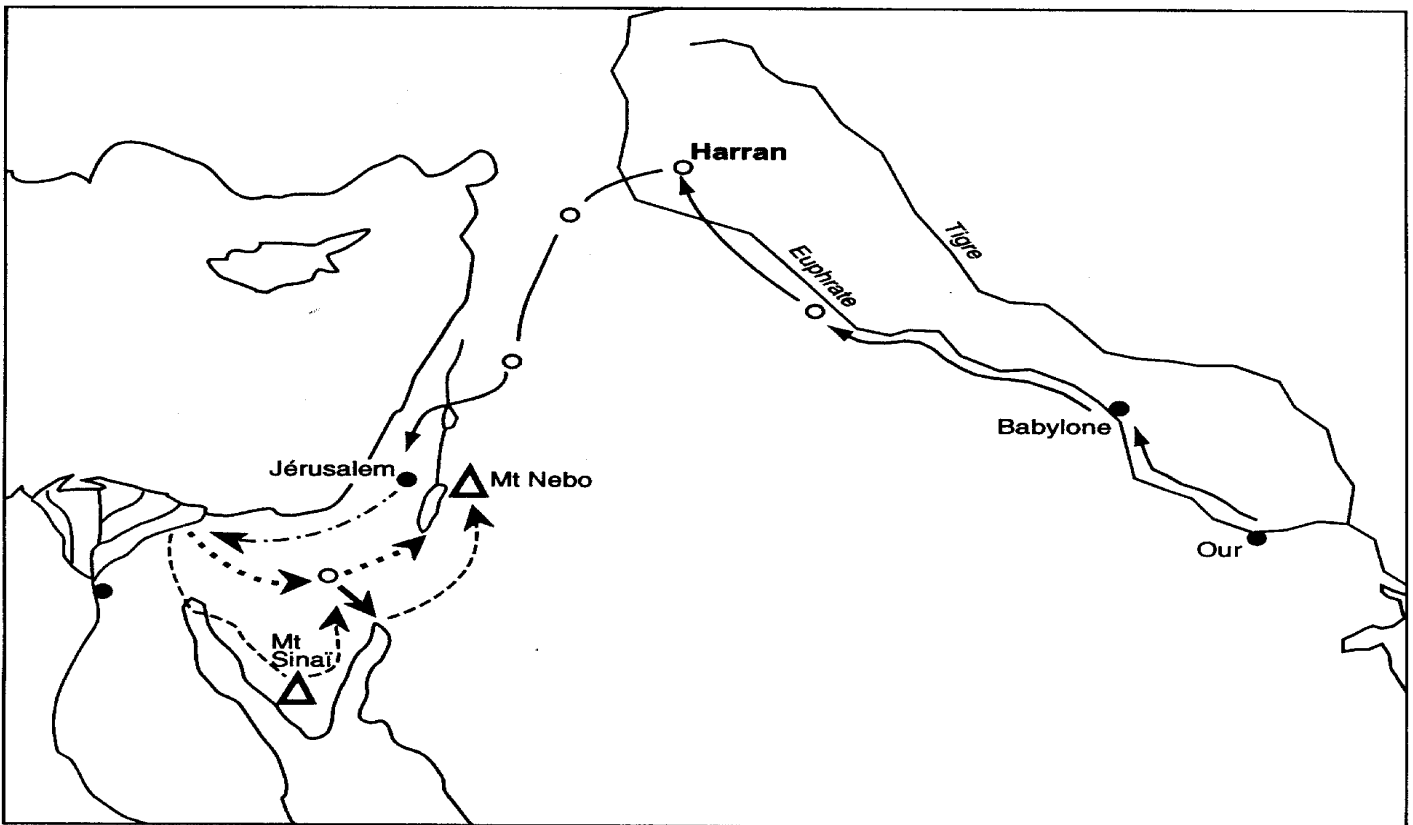 Harran
Tigre
Euphrate
Babylone
Jérusalem
Mt Nebo
Our
Mt
Sinaï